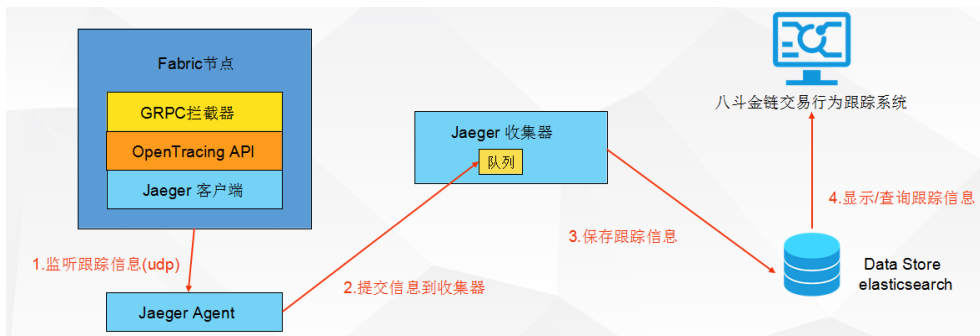 Fabric节点
GRPC拦截器
OpenTracing API
Jaeger 客户端
1.监听跟踪信息(udp)
Jaeger Agent
2.提交信息到收集器
Jaeger 收集器
队列
3.保存跟踪信息
八斗金链交易行为跟踪系统
4.显示/查询跟踪信息
Data Store
elasticsearch